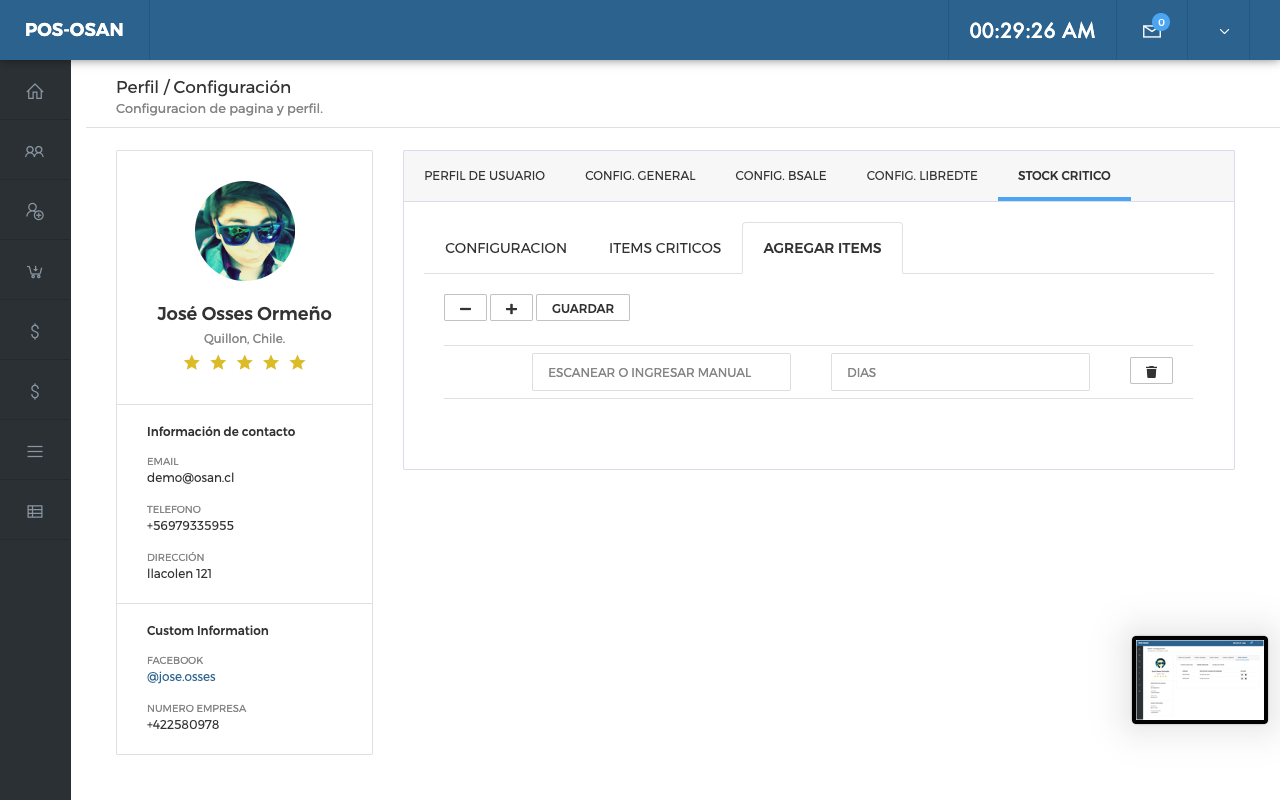 POS-OSAN
00:29:26 AM
0
Perfil / Configuración
Configuracion de pagina y perfil.
José Osses Ormeño
Quillon, Chile.
Información de contacto
EMAIL
demo@osan.cl
TELEFONO
+56979335955
DIRECCIÓN
llacolen 121
Custom Information
FACEBOOK
@jose.osses
NUMERO EMPRESA
+422580978
PERFIL DE USUARIO CONFIG. GENERAL CONFIG. BSALE CONFIG. LIBREDTE STOCK CRITICO
CONFIGURACION ITEMS CRITICOS AGREGAR ITEMS
GUARDAR
ESCANEAR O INGRESAR MANUAL DIAS